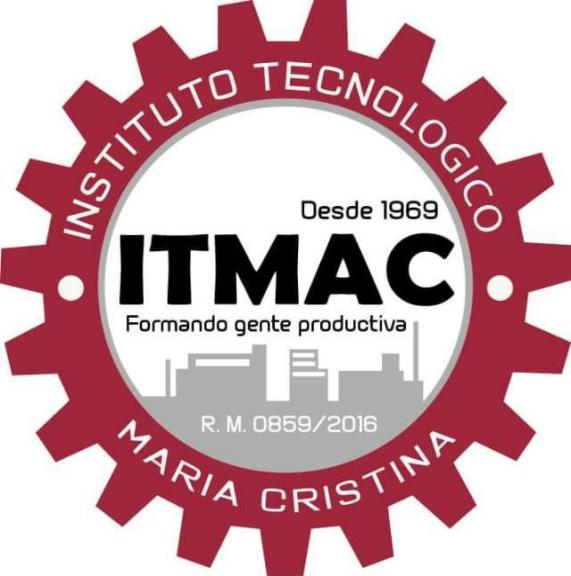 INSTITUTO TECNOLOGICO
Desde 1969
ITMAC
Formando gente productiva
R. M. 0859/2016
MARIA CRISTINA